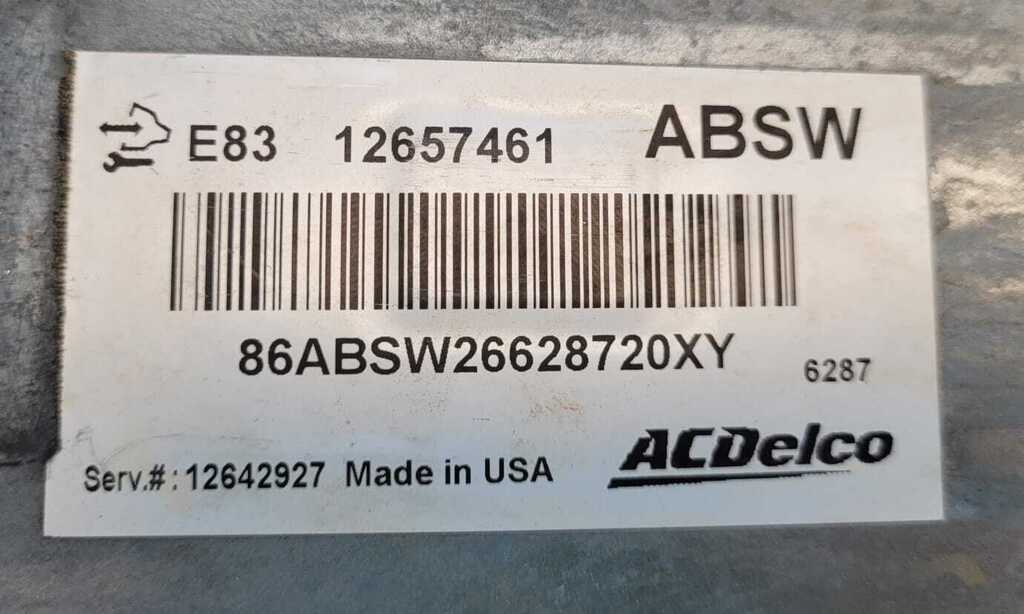 E83 12657461 ABSW
86ABSW26628720XY
6287
ACDelco
Serv.#: 12642927 Made in USA